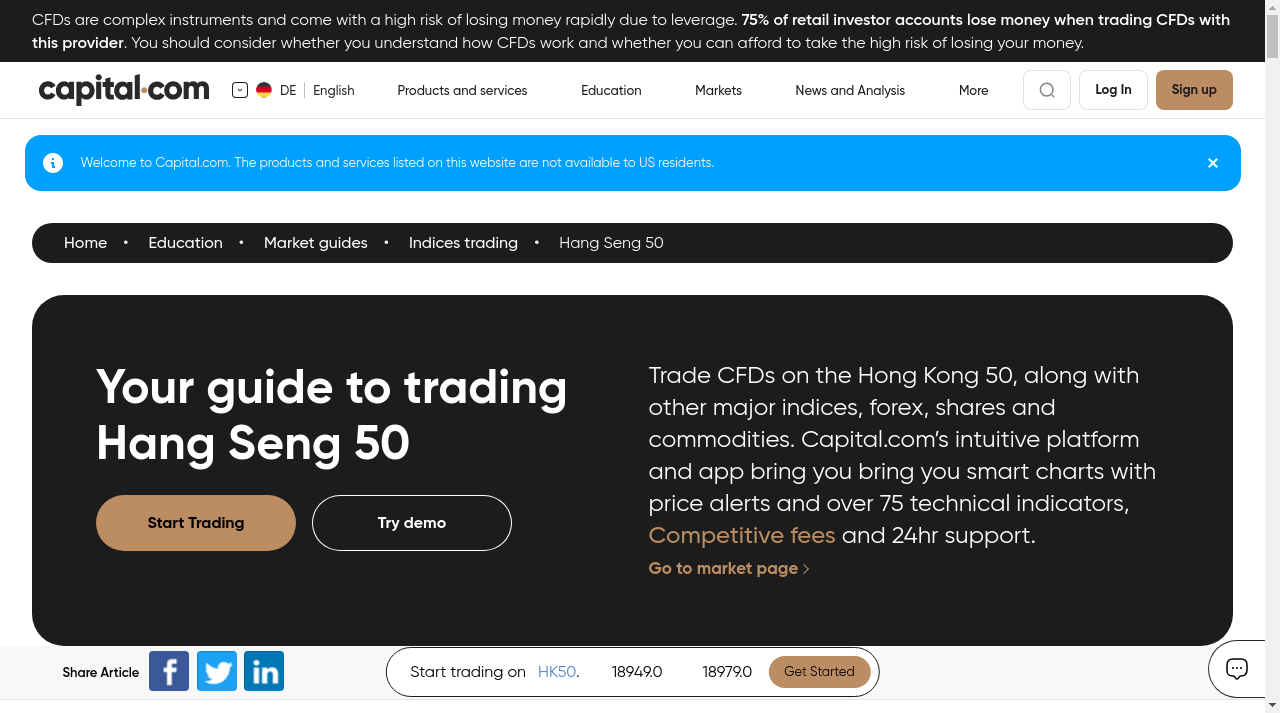 CFDs are complex instruments and come with a high risk of losing money rapidly due to leverage. 75% of retail investor accounts lose money when trading CFDs with
this provider. You should consider whether you understand how CFDs work and whether you can afford to take the high risk of losing your money.
capital.com DE English Products and services Education Markets News and Analysis More Log In Sign up
Welcome to Capital.com. The products and services listed on this website are not available to US residents.
Home • Education • Market guides • Indices trading • Hang Seng 50
Your guide to trading
Hang Seng 50
Start Trading Try demo
Trade CFDs on the Hong Kong 50, along with
other major indices, forex, shares and
commodities. Capital.com’s intuitive platform
and app bring you bring you smart charts with
price alerts and over 75 technical indicators,
Competitive fees and 24hr support.
Go to market page
Share Article Start trading on HK50. 18949.0 18979.0 Get Started